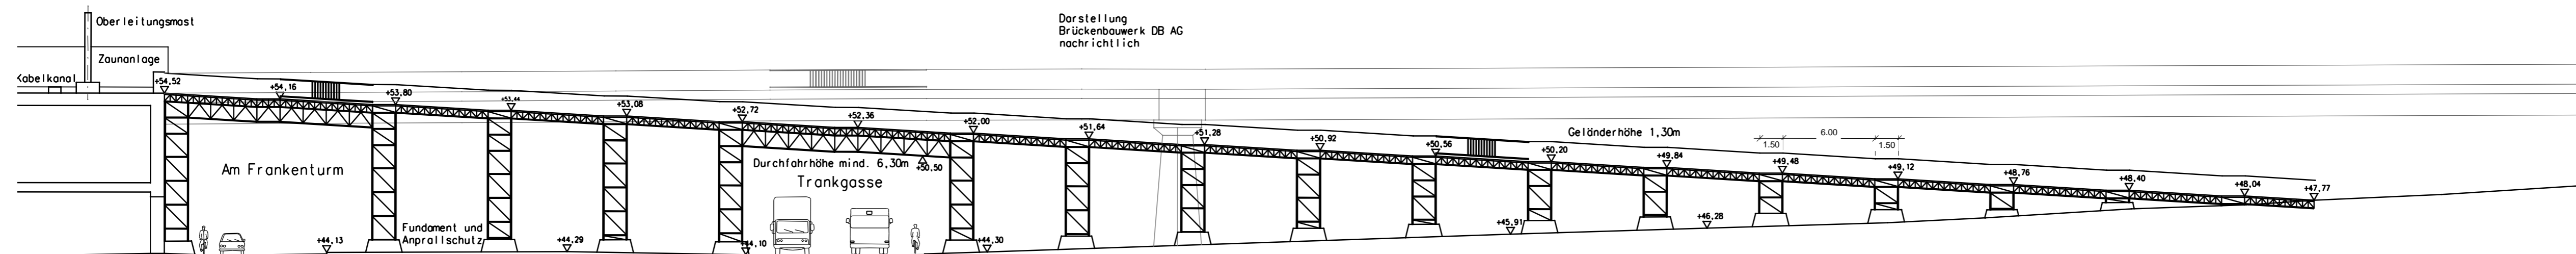 Oberleitungsmast
Zaunanlage
Kabelkanal
Darstellung
Brückenbauwerk DB AG
nachrichtlich
+54,52
+54,16
+53,80
+53,44
+53,08
+52,72
+52,36
+52,00
+51,64
+51,28
+50,92
+50,56
+50,20
+49,84
+49,48
+49,12
+48,76
+48,40
+48,04
+47,77
Geländerhöhe 1,30m
6.00
1.50
1.50
Am Frankenturm
Durchfahrhöhe mind. 6,30m
+50,50
Trankgasse
Fundament und
Anprallschutz
+44,13
+44,29
+44,10
+44,30
+45,91
+46,28